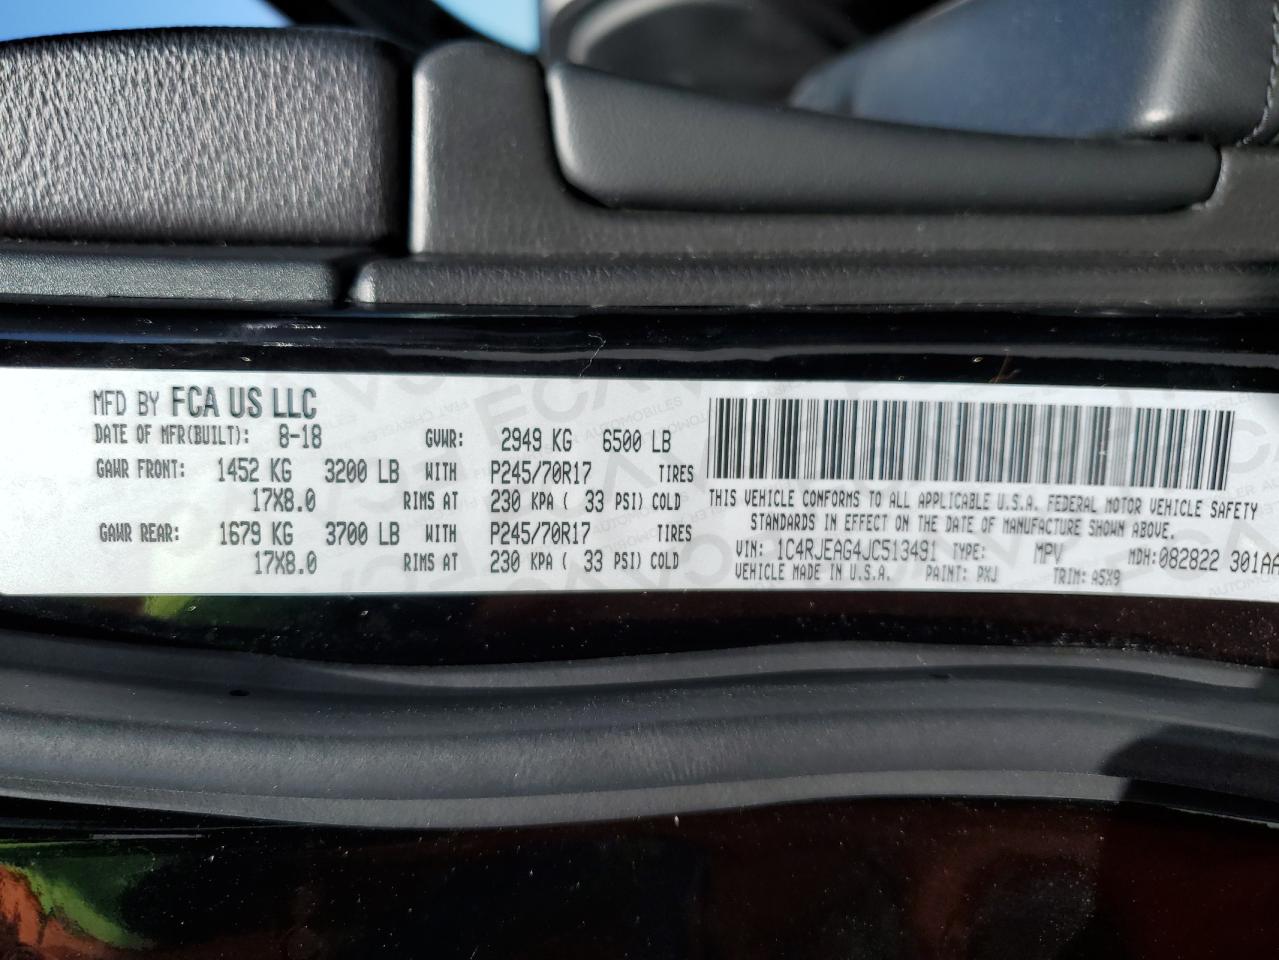 MFD BY FCA US LLC
DATE OF MFR(BUILT): 8-18 GVWR: 2949 KG 6500 LB
GAWR FRONT: 1452 KG 3200 LB WITH P245/70R17 TIRES
17X8.0 RIMS AT 230 KPA ( 33 PSI) COLD
GAWR REAR: 1679 KG 3700 LB WITH P245/70R17 TIRES
17X8.0 RIMS AT 230 KPA ( 33 PSI) COLD
THIS VEHICLE CONFORMS TO ALL APPLICABLE U.S.A. FEDERAL MOTOR VEHICLE SAFETY
STANDARDS IN EFFECT ON THE DATE OF MANUFACTURE SHOWN ABOVE.
VIN: 1C4RJEAG4JC513491 TYPE: MPV MDH:082822 301AA
VEHICLE MADE IN U.S.A. PAINT: PXJ TRIM: A5X9